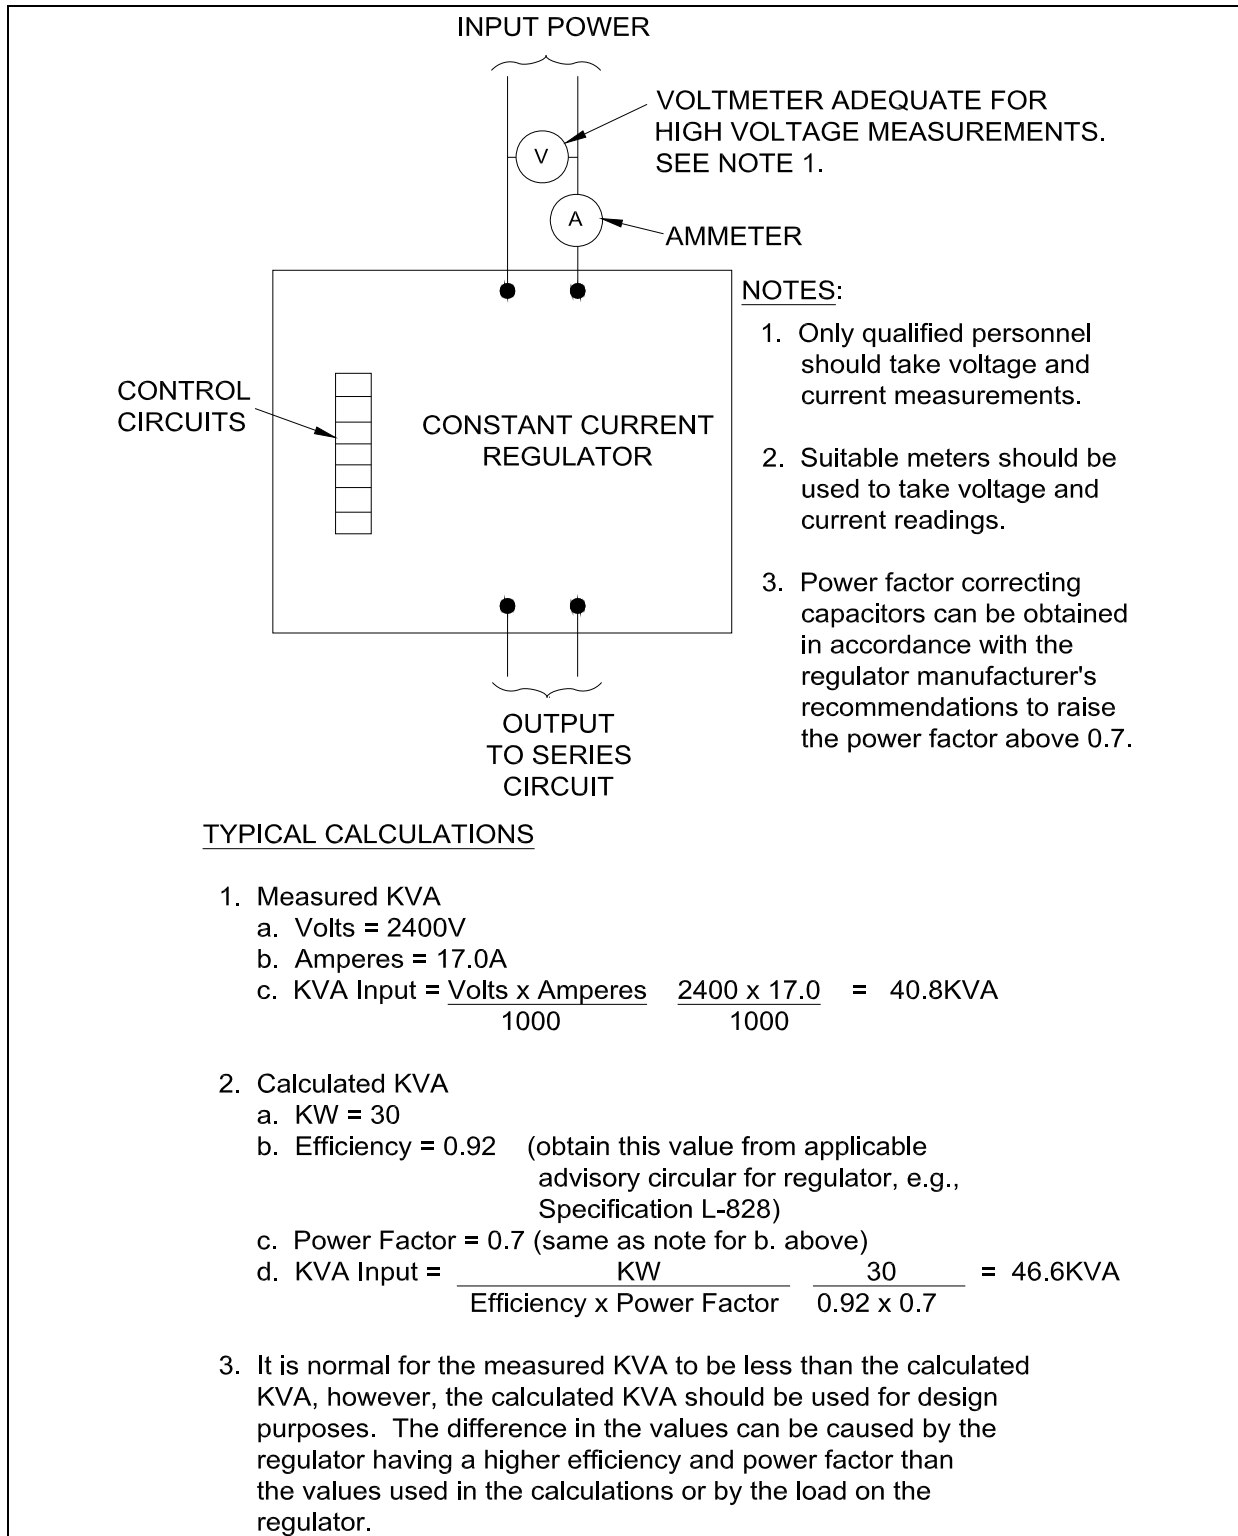 INPUT POWER
VOLTMETER ADEQUATE FOR
HIGH VOLTAGE MEASUREMENTS.
SEE NOTE 1.
V
A
AMMETER
CONTROL
CIRCUITS
CONSTANT CURRENT
REGULATOR
OUTPUT
TO SERIES
CIRCUIT
NOTES:
1. Only qualified personnel
should take voltage and
current measurements.
2. Suitable meters should be
used to take voltage and
current readings.
3. Power factor correcting
capacitors can be obtained
in accordance with the
regulator manufacturer's
recommendations to raise
the power factor above 0.7.
TYPICAL CALCULATIONS
1. Measured KVA
a. Volts = 2400V
b. Amperes = 17.0A
c. KVA Input = Volts x Amperes 2400 x 17.0 = 40.8KVA
1000 1000
2. Calculated KVA
a. KW = 30
b. Efficiency = 0.92 (obtain this value from applicable
advisory circular for regulator, e.g.,
Specification L-828)
c. Power Factor = 0.7 (same as note for b. above)
d. KVA Input = KW 30 = 46.6KVA
Efficiency x Power Factor 0.92 x 0.7
3. It is normal for the measured KVA to be less than the calculated
KVA, however, the calculated KVA should be used for design
purposes. The difference in the values can be caused by the
regulator having a higher efficiency and power factor than
the values used in the calculations or by the load on the
regulator.